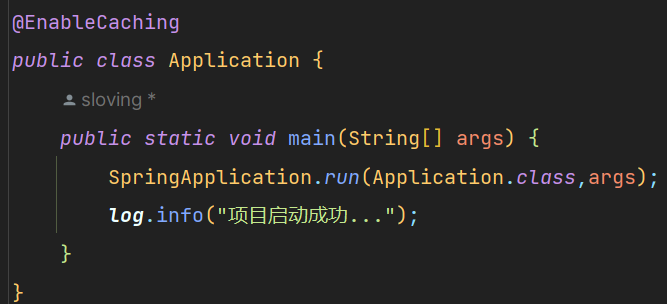 @EnableCaching
public class Application {
sloving *
public static void main(String[] args) {
SpringApplication.run(Application.class,args);
log.info("项目启动成功...");
}
}